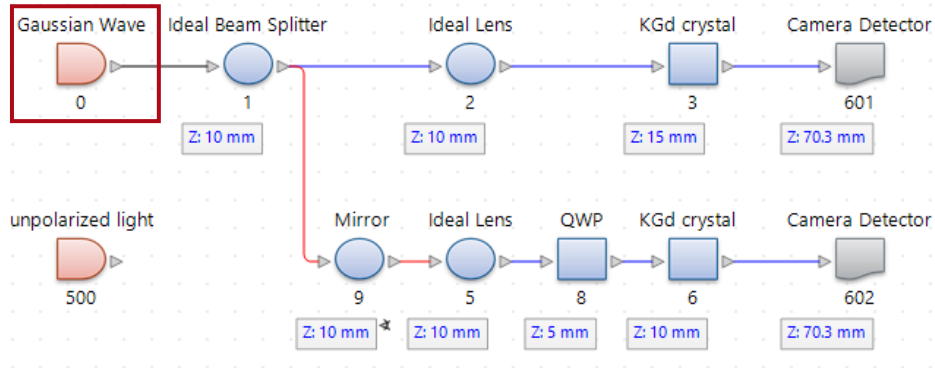 Gaussian Wave Ideal Beam Splitter Ideal Lens KGd crystal Camera Detector
0 1 2 3 601
Z: 10 mm Z: 10 mm Z: 15 mm Z: 70.3 mm
unpolarized light Mirror Ideal Lens QWP KGd crystal Camera Detector
500 9 5 8 6 602
Z: 10 mm Z: 10 mm Z: 5 mm Z: 10 mm Z: 70.3 mm